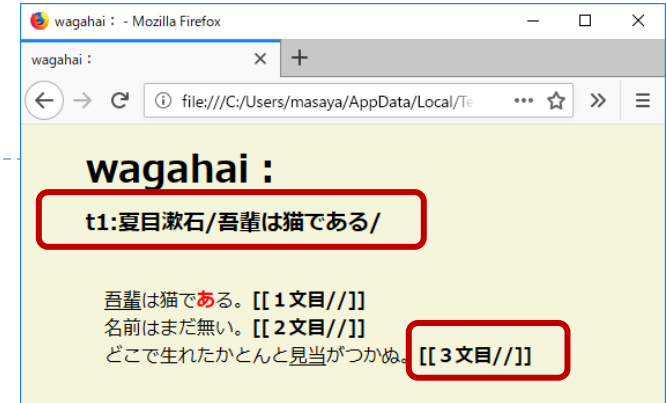 wagahai： - Mozilla Firefox
wagahai：
file:///C:/Users/masaya/AppData/Local/Te
wagahai：
t1:夏目漱石/吾輩は猫である/
吾輩は猫である。[[１文目//]]
名前はまだ無い。[[２文目//]]
どこで生れたかとんと見当がつかぬ。[[３文目//]]